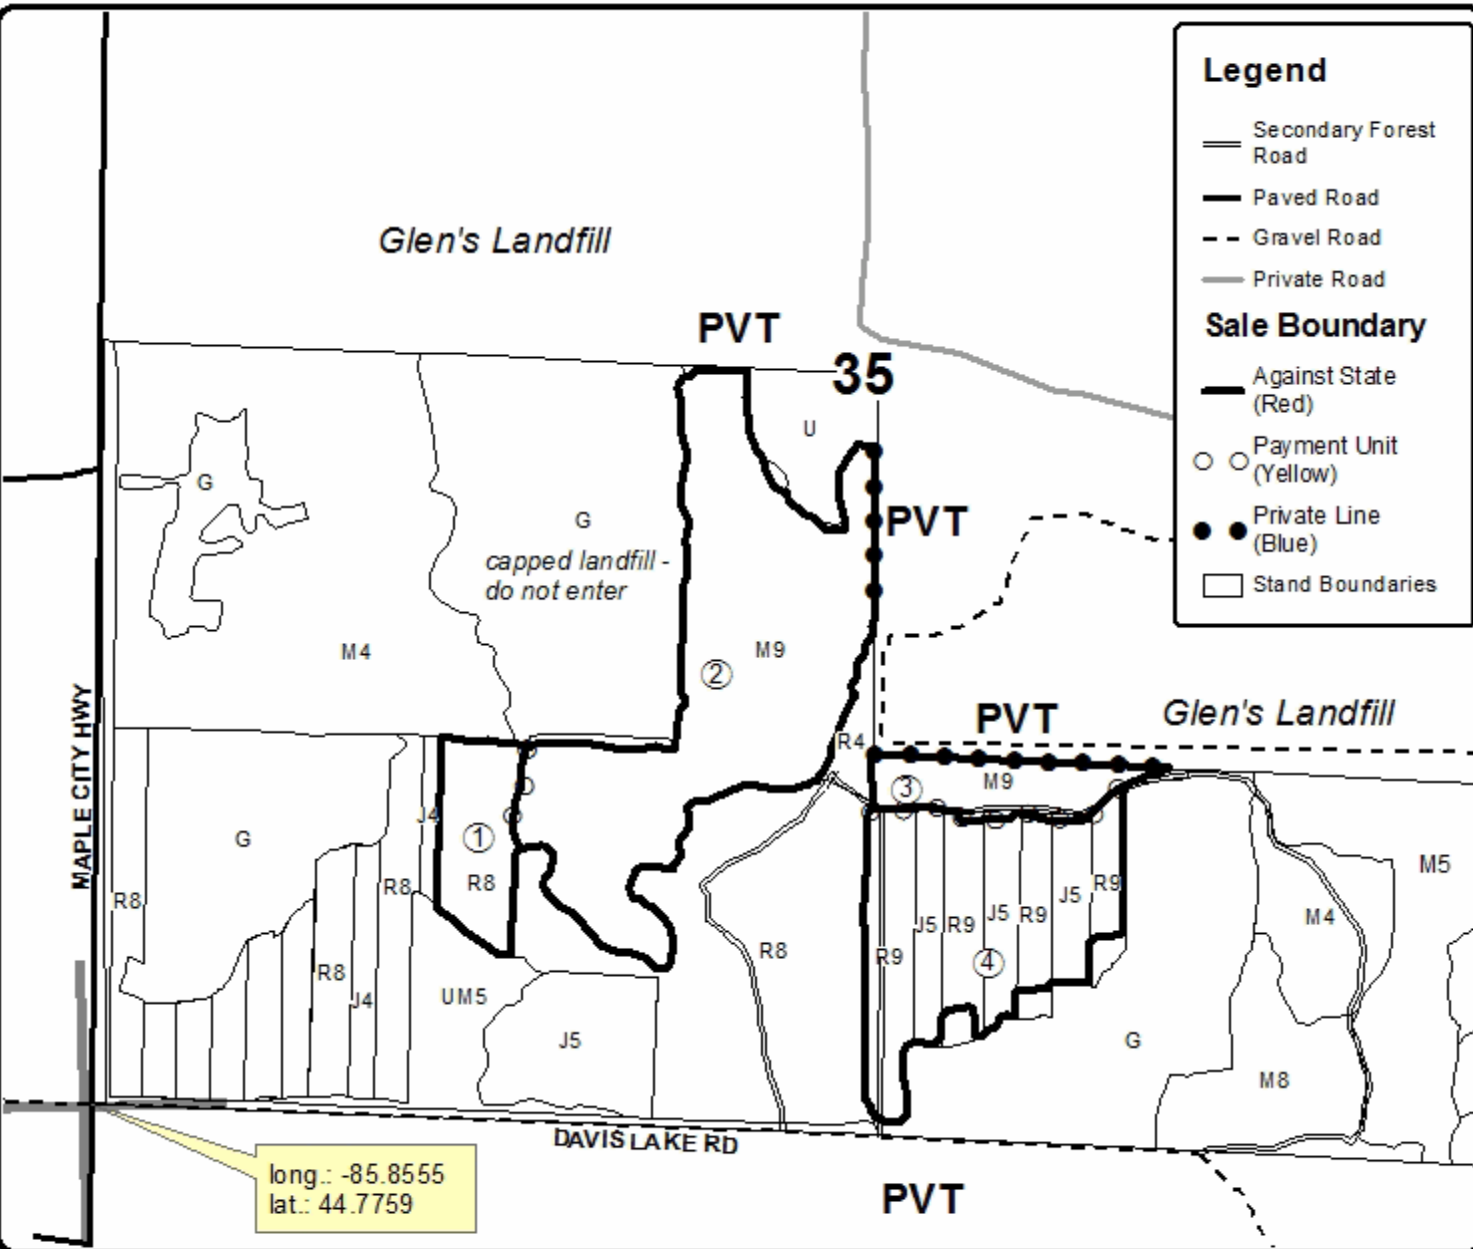 Legend
Secondary Forest
Road
Paved Road
Gravel Road
Private Road
Sale Boundary
Against State
(Red)
Payment Unit
(Yellow)
Private Line
(Blue)
Stand Boundaries
Glen's Landfill
PVT
35
U
G
G
capped landfill -
do not enter
PVT
M4
M9
2
PVT
Glen's Landfill
R4
M9
3
MAPLE CITY HWY
J4
G
1
R8
R8
R8
M5
R9
J5
J5
R9
R9
J5
M4
R8
R9
4
R8
J4
UM5
J5
G
M8
DAVIS LAKE RD
long.: -85.8555
lat.: 44.7759
PVT